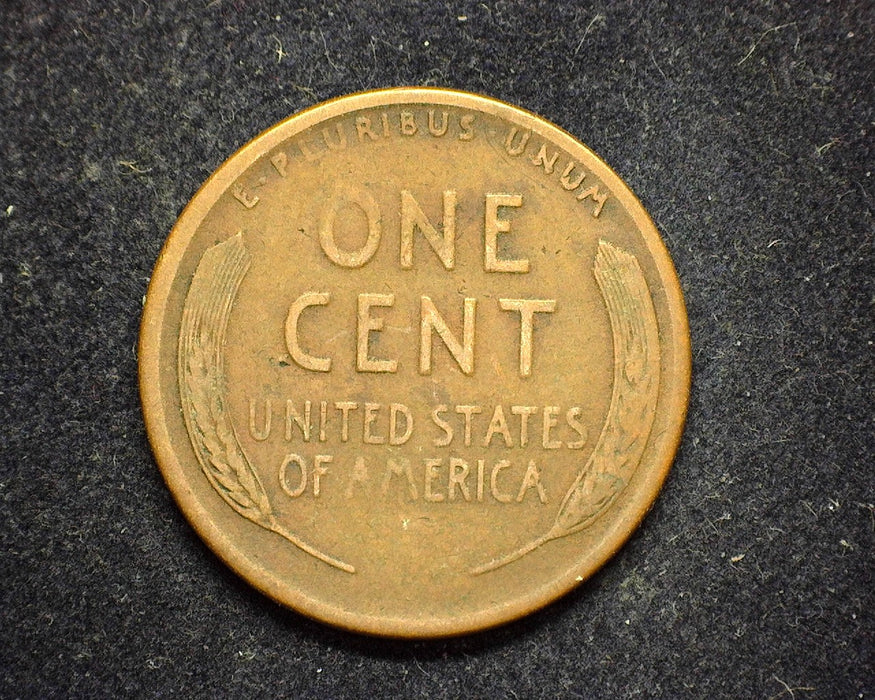 E · PLURIBUS · UNUM
ONE
CENT
UNITED STATES
OF AMERICA